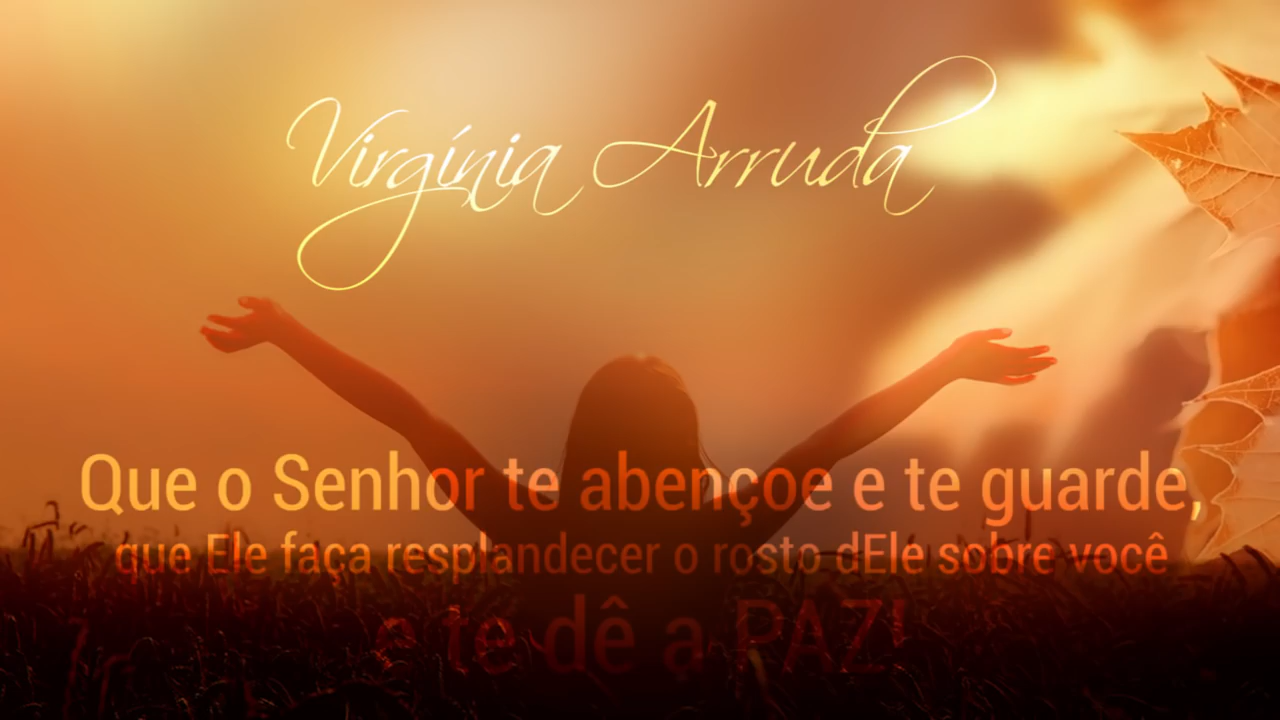 Virgínia Arruda
Que o Senhor te abençoe e te guarde,
que Ele faça resplandecer o rosto dEle sobre você
e te dê a PAZ!